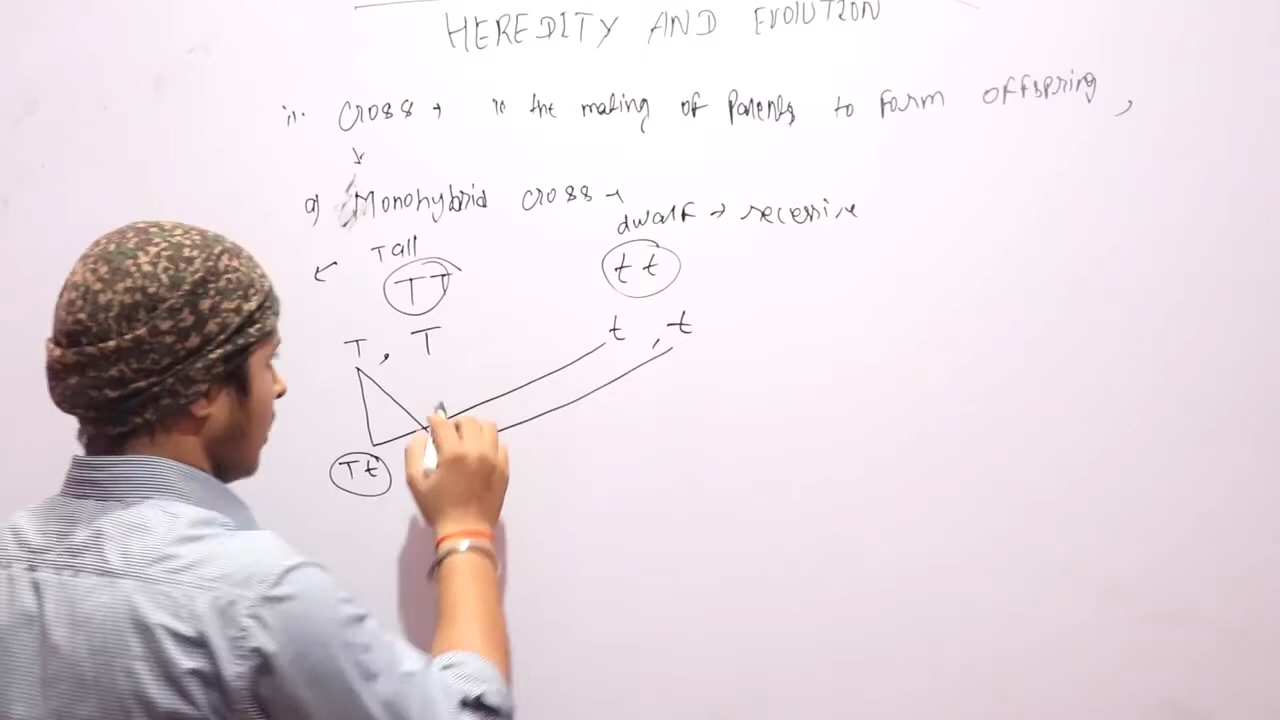 HEREDITY AND EVOLUTION
ii. Cross → is the mating of Parents to Form offspring,
a) Monohybrid cross →
dwarf → recessive
Tall
TT
tt
T, T
t, t
Tt